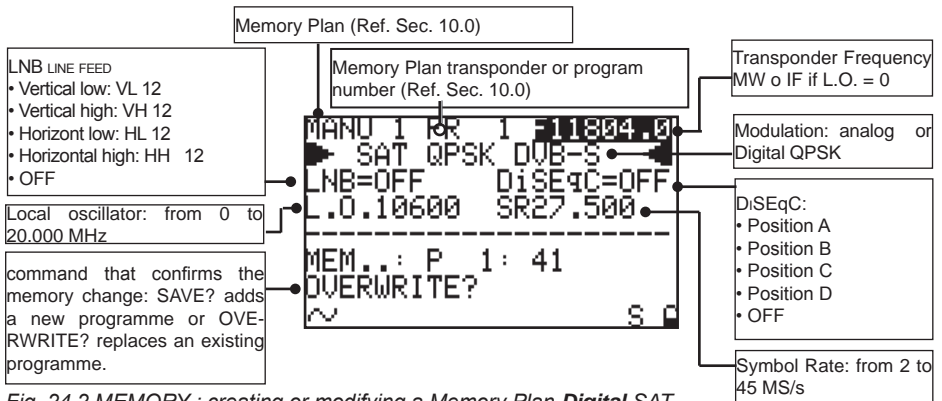 Memory Plan (Ref. Sec. 10.0)
LNB LINE FEED
• Vertical low: VL 12
• Vertical high: VH 12
• Horizont low: HL 12
• Horizontal high: HH 12
• OFF
Memory Plan transponder or program
number (Ref. Sec. 10.0)
Transponder Frequency
MW o IF if L.O. = 0
Modulation: analog or
Digital QPSK
MANU 1 RR 1 F11804.0
SAT QPSK DVB-S
LNB=OFF DiSEqC=OFF
L.O.10600 SR27.500
MEM..: P 1: 41
OVERWRITE?
S
Local oscillator: from 0 to
20.000 MHz
command that confirms the
memory change: SAVE? adds
a new programme or OVE-
RWRITE? replaces an existing
programme.
DiSEqC:
• Position A
• Position B
• Position C
• Position D
• OFF
Symbol Rate: from 2 to
45 MS/s
Fig. 24.2 MEMORY : creating or modifying a Memory Plan Digital SAT